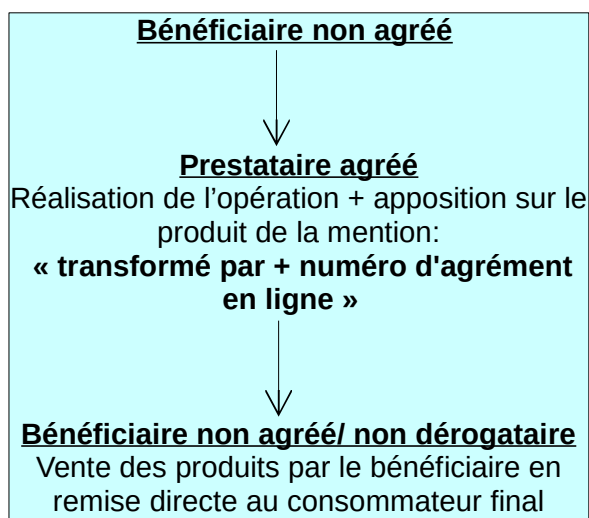 Bénéficiaire non agréé
Prestataire agréé
Réalisation de l'opération + apposition sur le
produit de la mention:
« transformé par + numéro d'agrément
en ligne »
Bénéficiaire non agréé/ non dérogataire
Vente des produits par le bénéficiaire en
remise directe au consommateur final